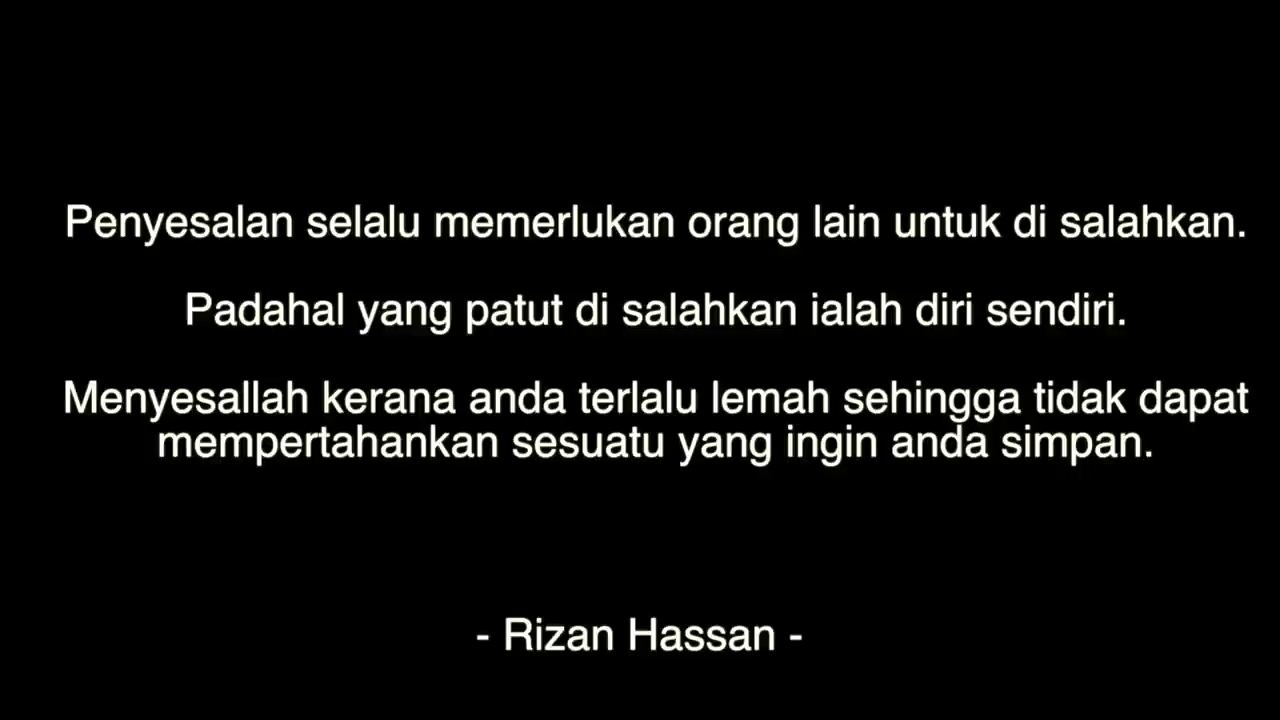 Penyesalan selalu memerlukan orang lain untuk di salahkan.
Padahal yang patut di salahkan ialah diri sendiri.
Menyesallah kerana anda terlalu lemah sehingga tidak dapat
mempertahankan sesuatu yang ingin anda simpan.
- Rizan Hassan -